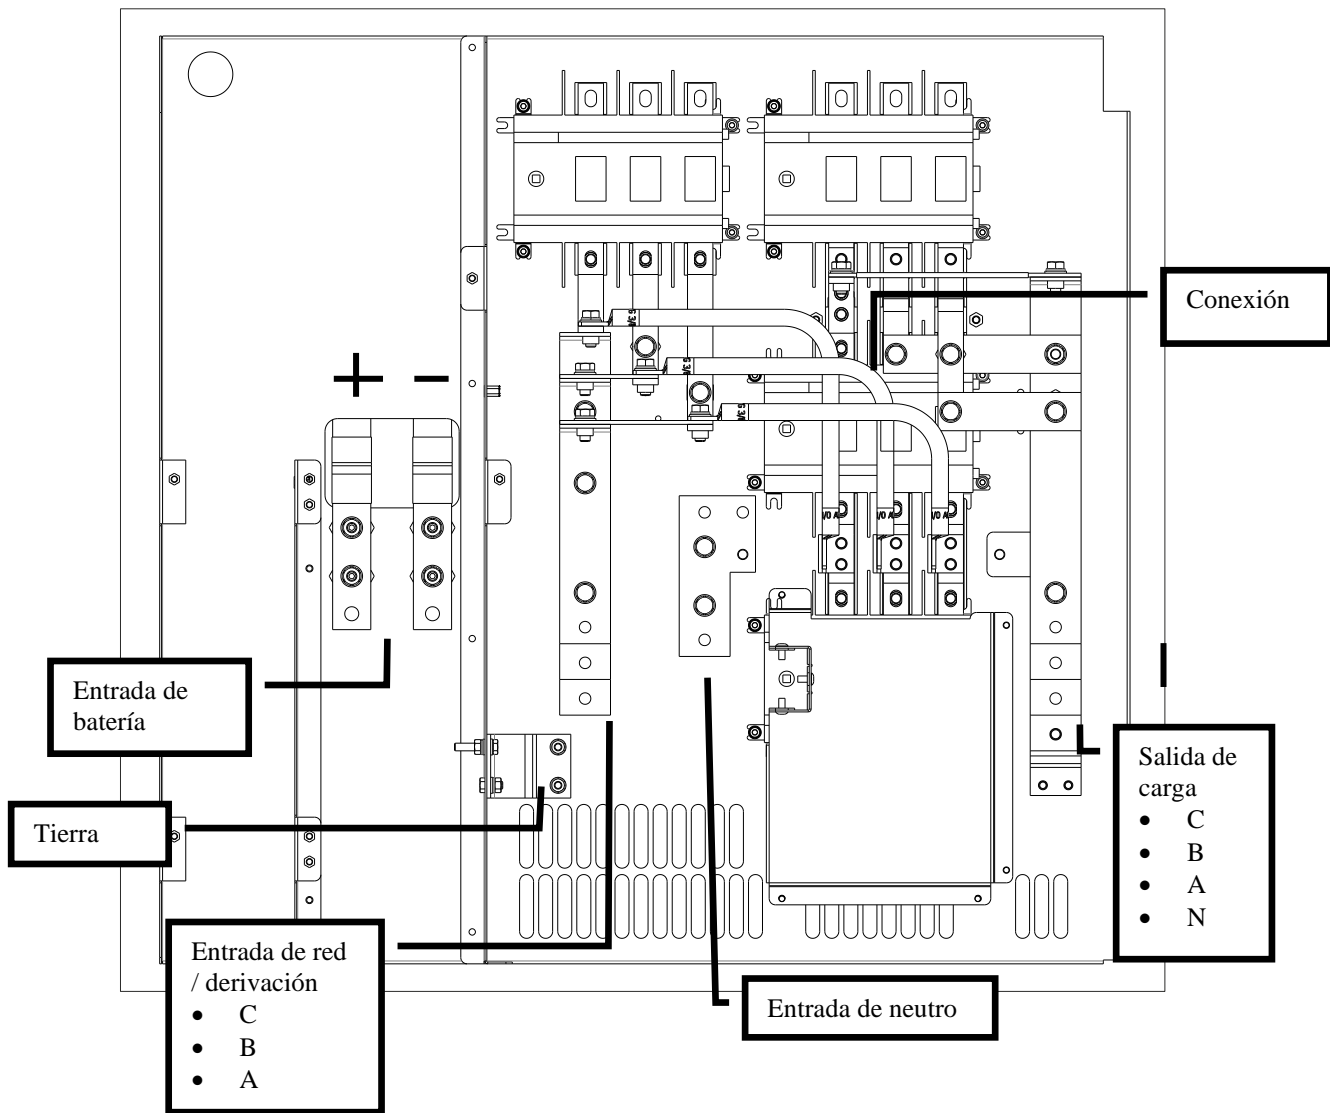 Conexión
+ -
Entrada de
batería
Tierra
Entrada de red
/ derivación
• C
• B
• A
Entrada de neutro
Salida de
carga
• C
• B
• A
• N